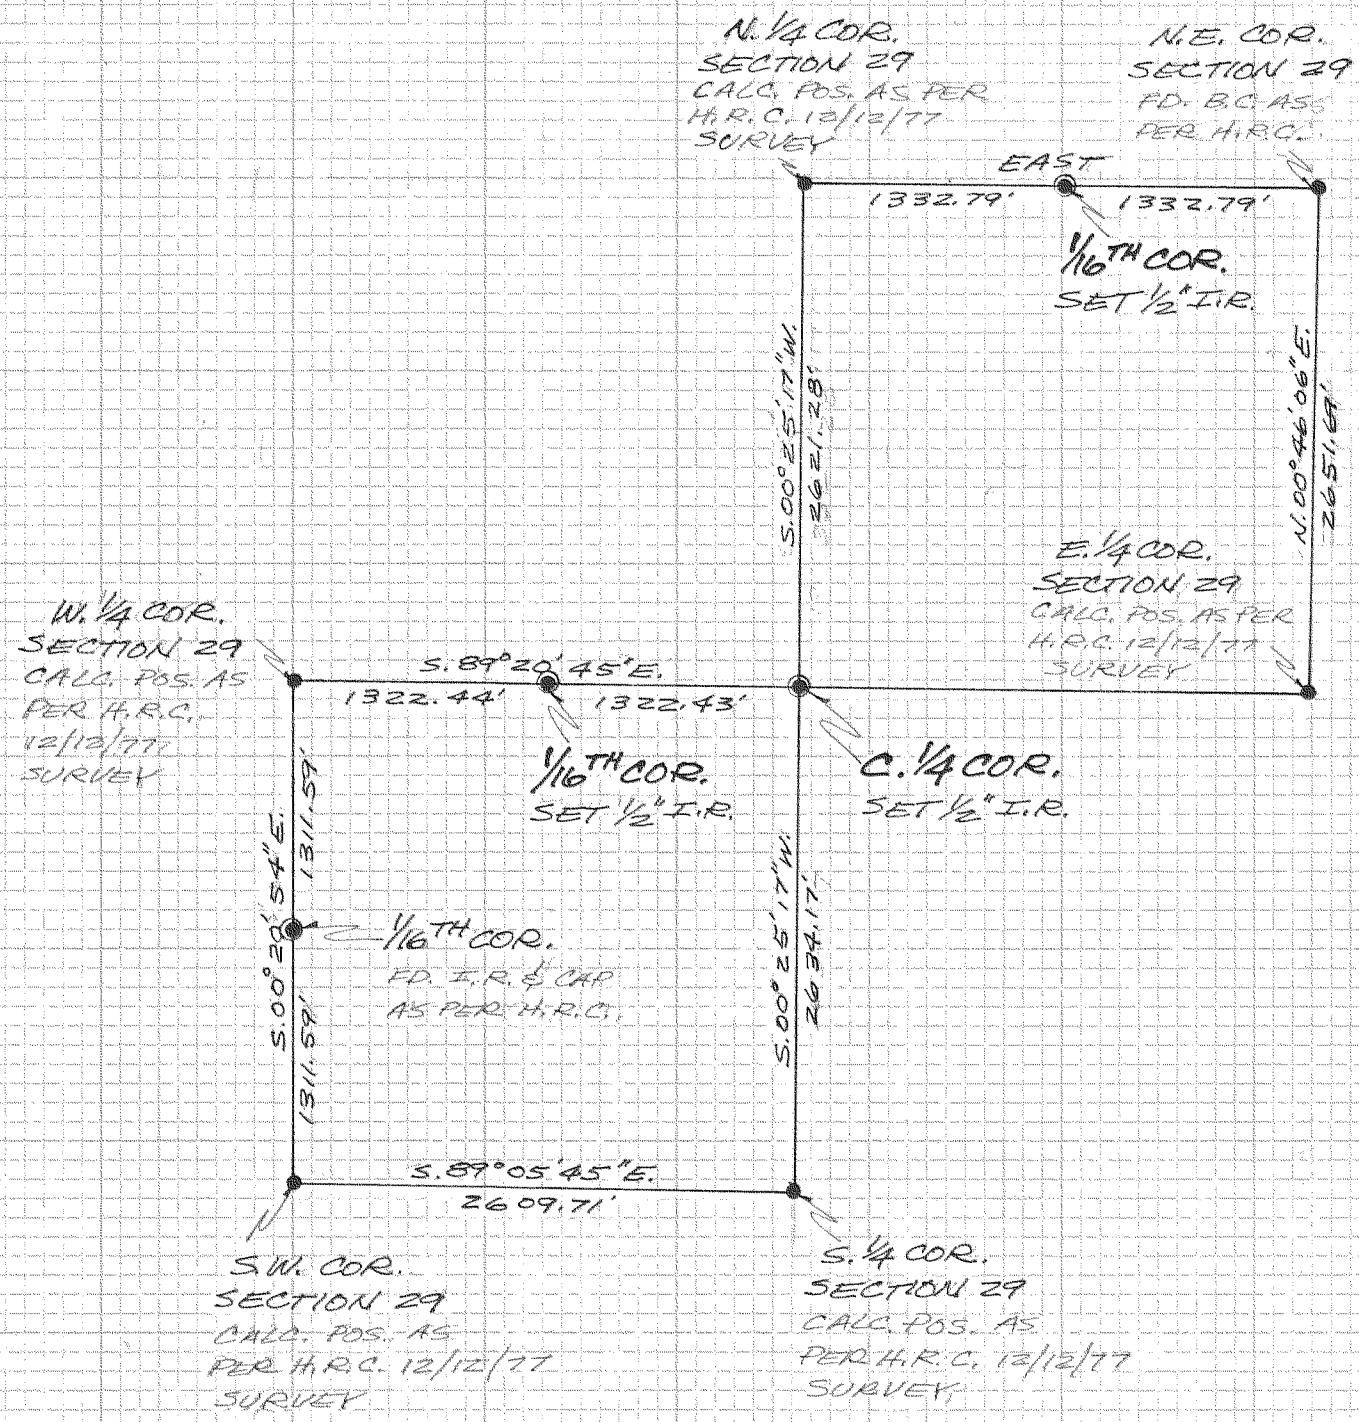 N. 1/4 COR.
SECTION 29
CALC. POS. AS PER
H.R.C. 12/12/77
SURVEY
N.E. COR.
SECTION 29
FD. B.C. AS
PER H.R.C.
EAST
1332.79'
1332.79'
1/16TH COR.
SET 1/2" I.R.
S.00°25'17"W.
2621.28'
N.00°46'06"E.
2651.69'
E. 1/4 COR.
SECTION 29
CALC. POS. AS PER
H.R.C. 12/12/77
SURVEY
W. 1/4 COR.
SECTION 29
CALC. POS. AS
PER H.R.C.
12/12/77
SURVEY
S.89°20'45"E.
1322.44'
1322.43'
1/16TH COR.
SET 1/2" I.R.
C. 1/4 COR.
SET 1/2" I.R.
S.00°20'54"E.
1311.59'
1311.59'
1/16TH COR.
FD. I.R. & CAP
AS PER H.R.C.
S.00°25'17"W.
2634.17'
S.89°05'45"E.
2609.71'
S.W. COR.
SECTION 29
CALC. POS. AS
PER H.R.C. 12/12/77
SURVEY
S. 1/4 COR.
SECTION 29
CALC. POS. AS
PER H.R.C. 12/12/77
SURVEY